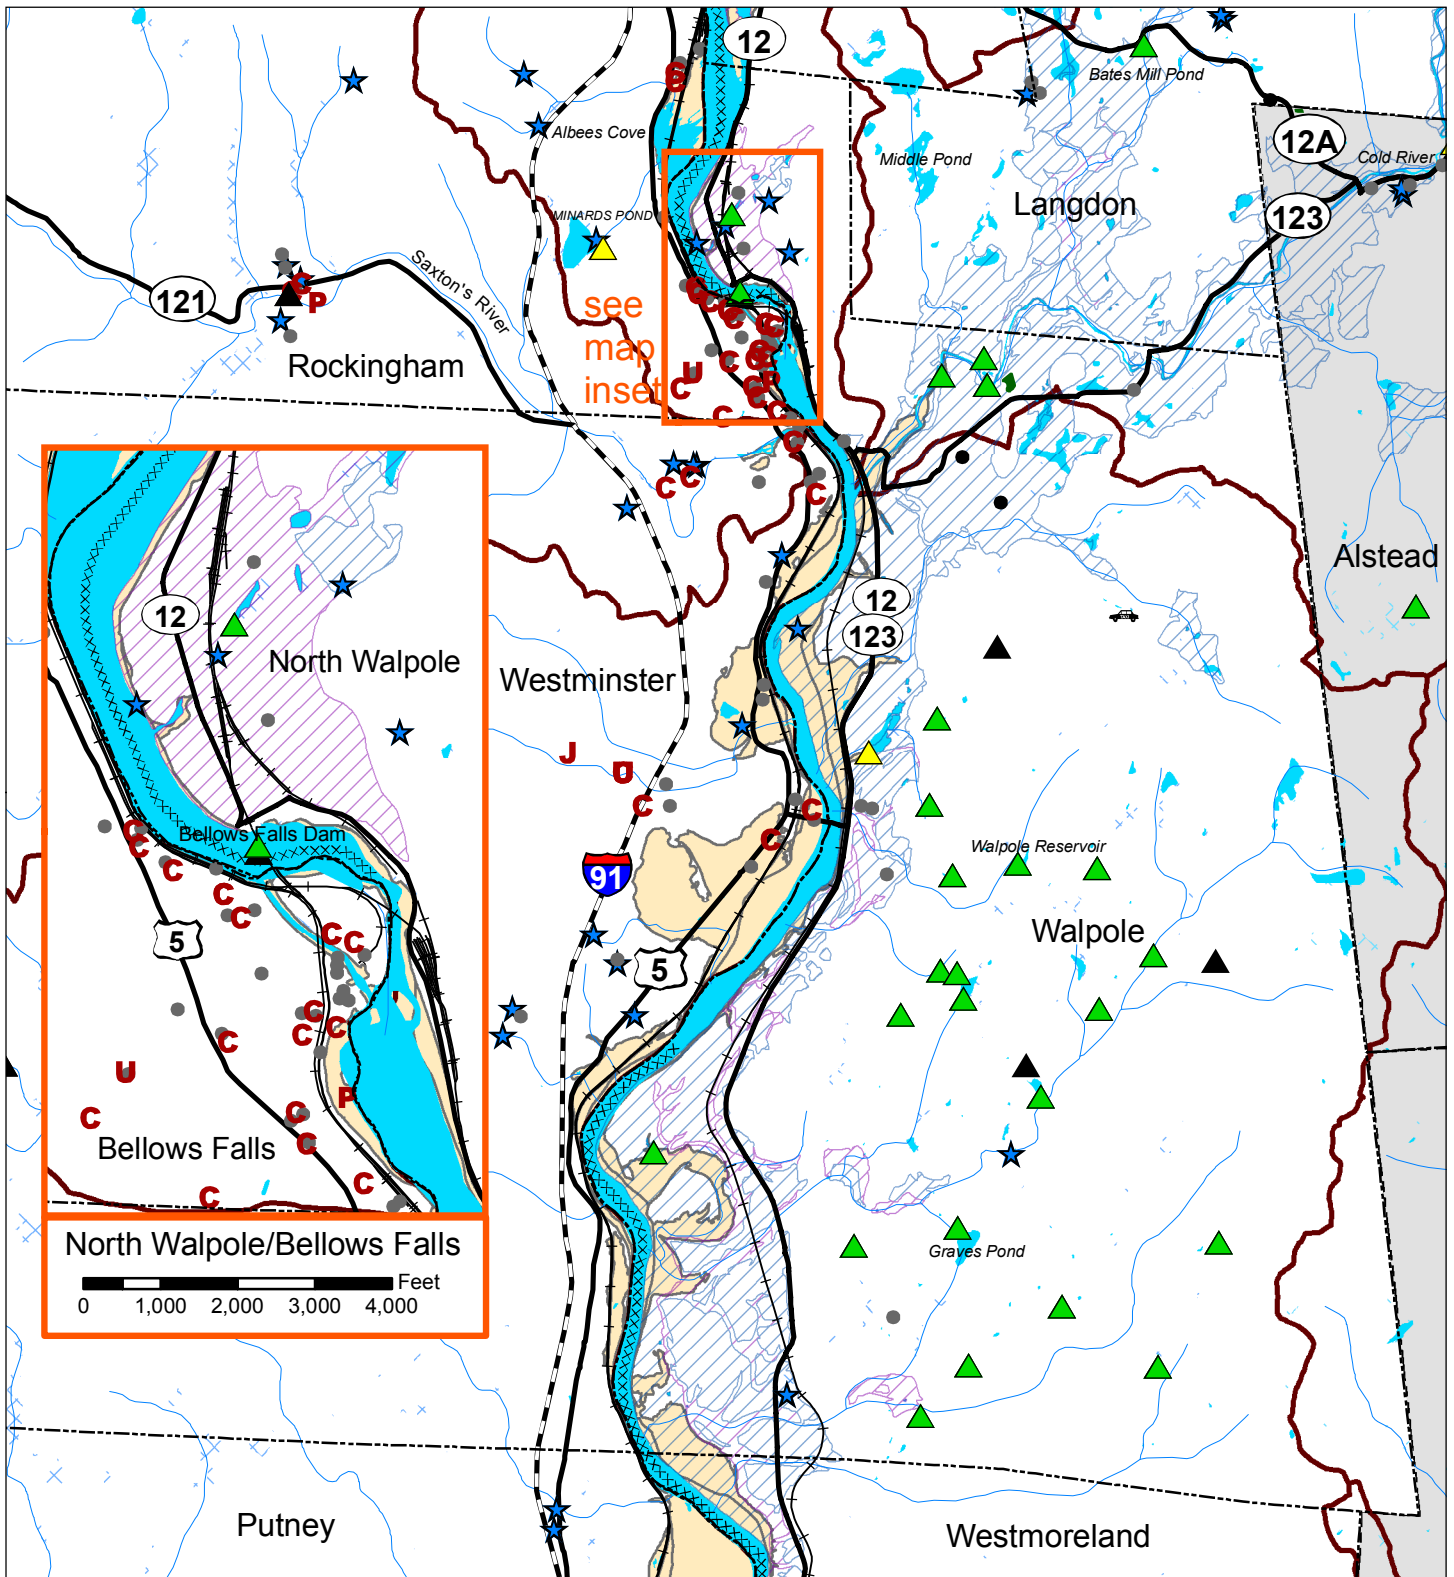 12
Bates Mill Pond
S
S
Albees Cove
12A
Middle Pond
Cold River
Langdon
123
MINARDS POND
Saxton's River
121
C
P
see
map
inset
C
C
C
C
C
C
C
C
C
U
C
P
C
C
C
C
C
Rockingham
C
C
C
C
Alstead
12
123
12
North Walpole
Westminster
J
U
C
C
C
Bellows Falls Dam
C
C
C
C
C
C
C
5
91
Walpole Reservoir
Walpole
5
C
C
C
C
U
C
P
C
C
Bellows Falls
C
C
North Walpole/Bellows Falls
Feet
0 1,000 2,000 3,000 4,000
Graves Pond
Putney
Westmoreland